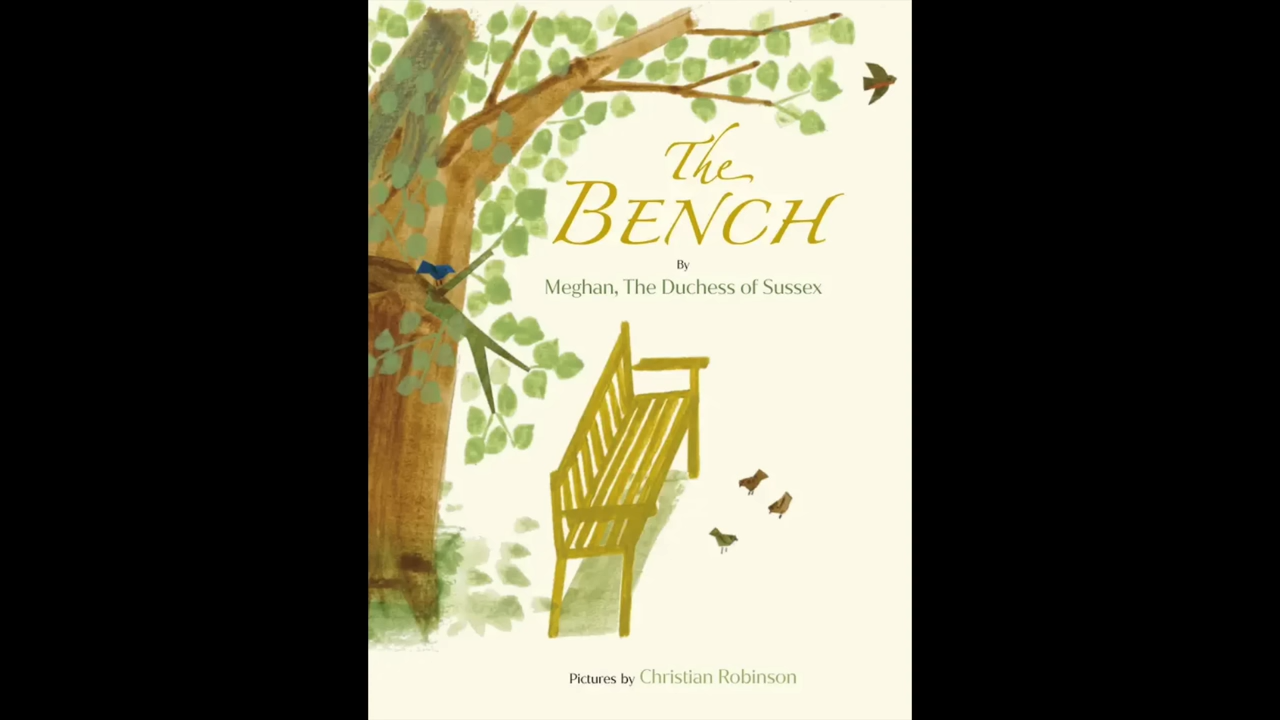 The
BENCH
By
Meghan, The Duchess of Sussex
Pictures by Christian Robinson